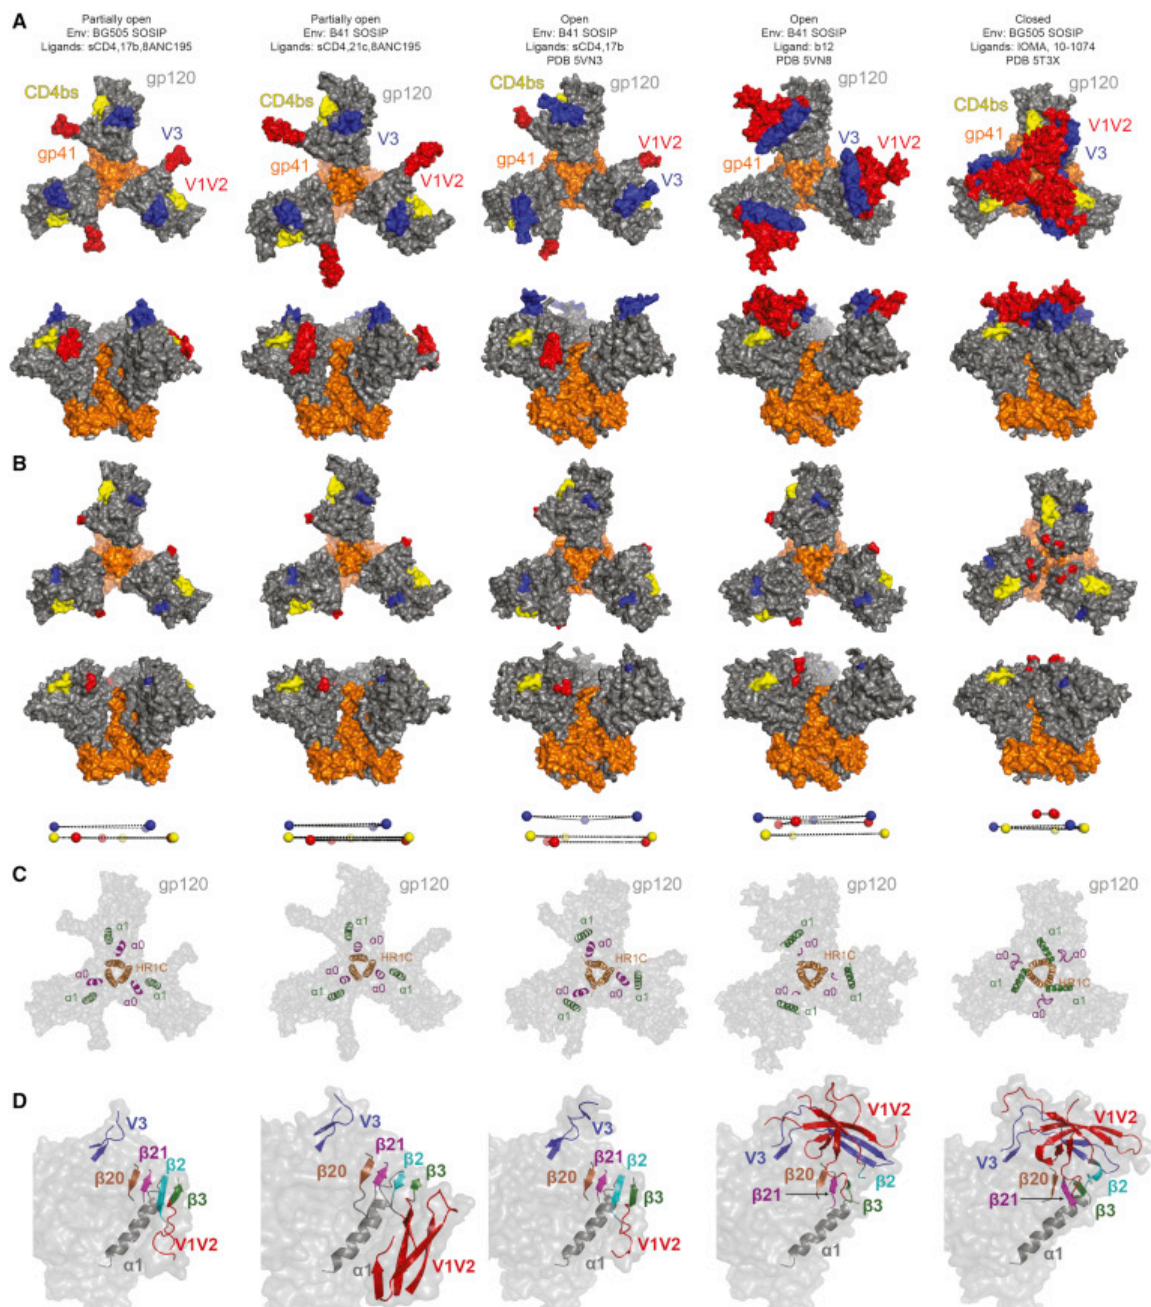 A
Partially open
Env: BG505 SOSIP
Ligands: sCD4,17b,8ANC195
Partially open
Env: B41 SOSIP
Ligands: sCD4,21c,8ANC195
Open
Env: B41 SOSIP
Ligands: sCD4,17b
PDB 5VN3
Open
Env: B41 SOSIP
Ligand: b12
PDB 5VN8
Closed
Env: BG505 SOSIP
Ligands: IOMA, 10-1074
PDB 5T3X
CD4bs
gp120
V3
gp41
V1V2
CD4bs
gp120
V3
gp41
V1V2
CD4bs
gp120
V1V2
gp41
V3
gp120
V3
V1V2
gp41
CD4bs
gp120
gp41
V1V2
V3
B
C
gp120
α1
α0
HR1C
α0
α0
α1
α1
gp120
α1
α0
HR1C
α0
α0
α1
α1
gp120
α1
α0
HR1C
α0
α0
α1
α1
gp120
α1
α0
HR1C
α1
α1
gp120
α1
α0
HR1C
α1
α0
α1
D
V3
β21
β2
β20
β3
V1V2
α1
V3
β21
β2
β20
β3
V1V2
α1
V3
β21
β2
β20
β3
V1V2
α1
V1V2
V3
β20
β2
β21
β3
α1
V1V2
V3
β20
β2
β21
β3
α1